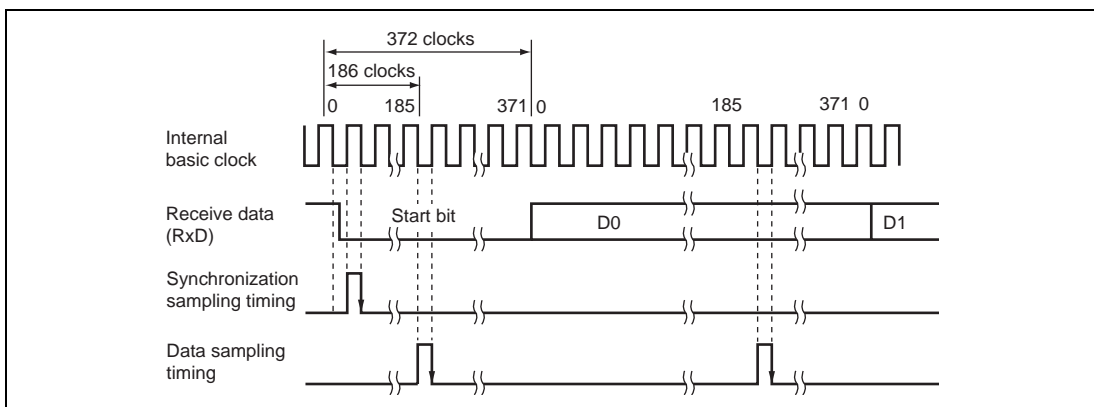 372 clocks
186 clocks
0 185 371 0 185 371 0
Internal
basic clock
Receive data
(RxD)
Start bit D0 D1
Synchronization
sampling timing
Data sampling
timing